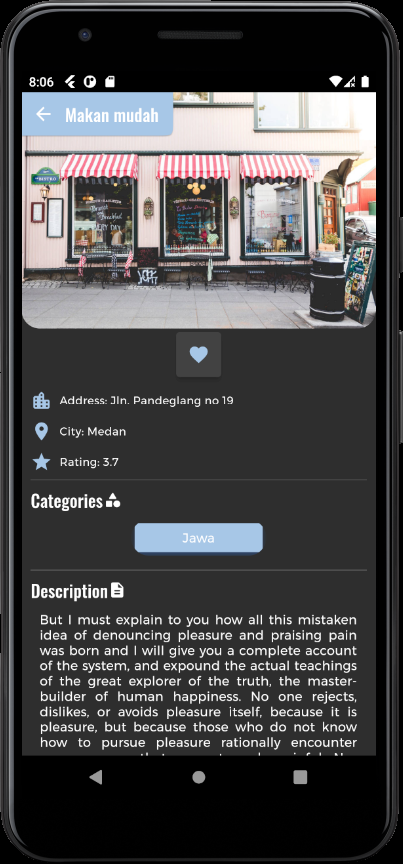 8:06
Makan mudah
BISTRO
Address: Jln. Pandeglang no 19
City: Medan
Rating: 3.7
Categories
Jawa
Description
But I must explain to you how all this mistaken
idea of denouncing pleasure and praising pain
was born and I will give you a complete account
of the system, and expound the actual teachings
of the great explorer of the truth, the master-
builder of human happiness. No one rejects,
dislikes, or avoids pleasure itself, because it is
pleasure, but because those who do not know
how to pursue pleasure rationally encounter